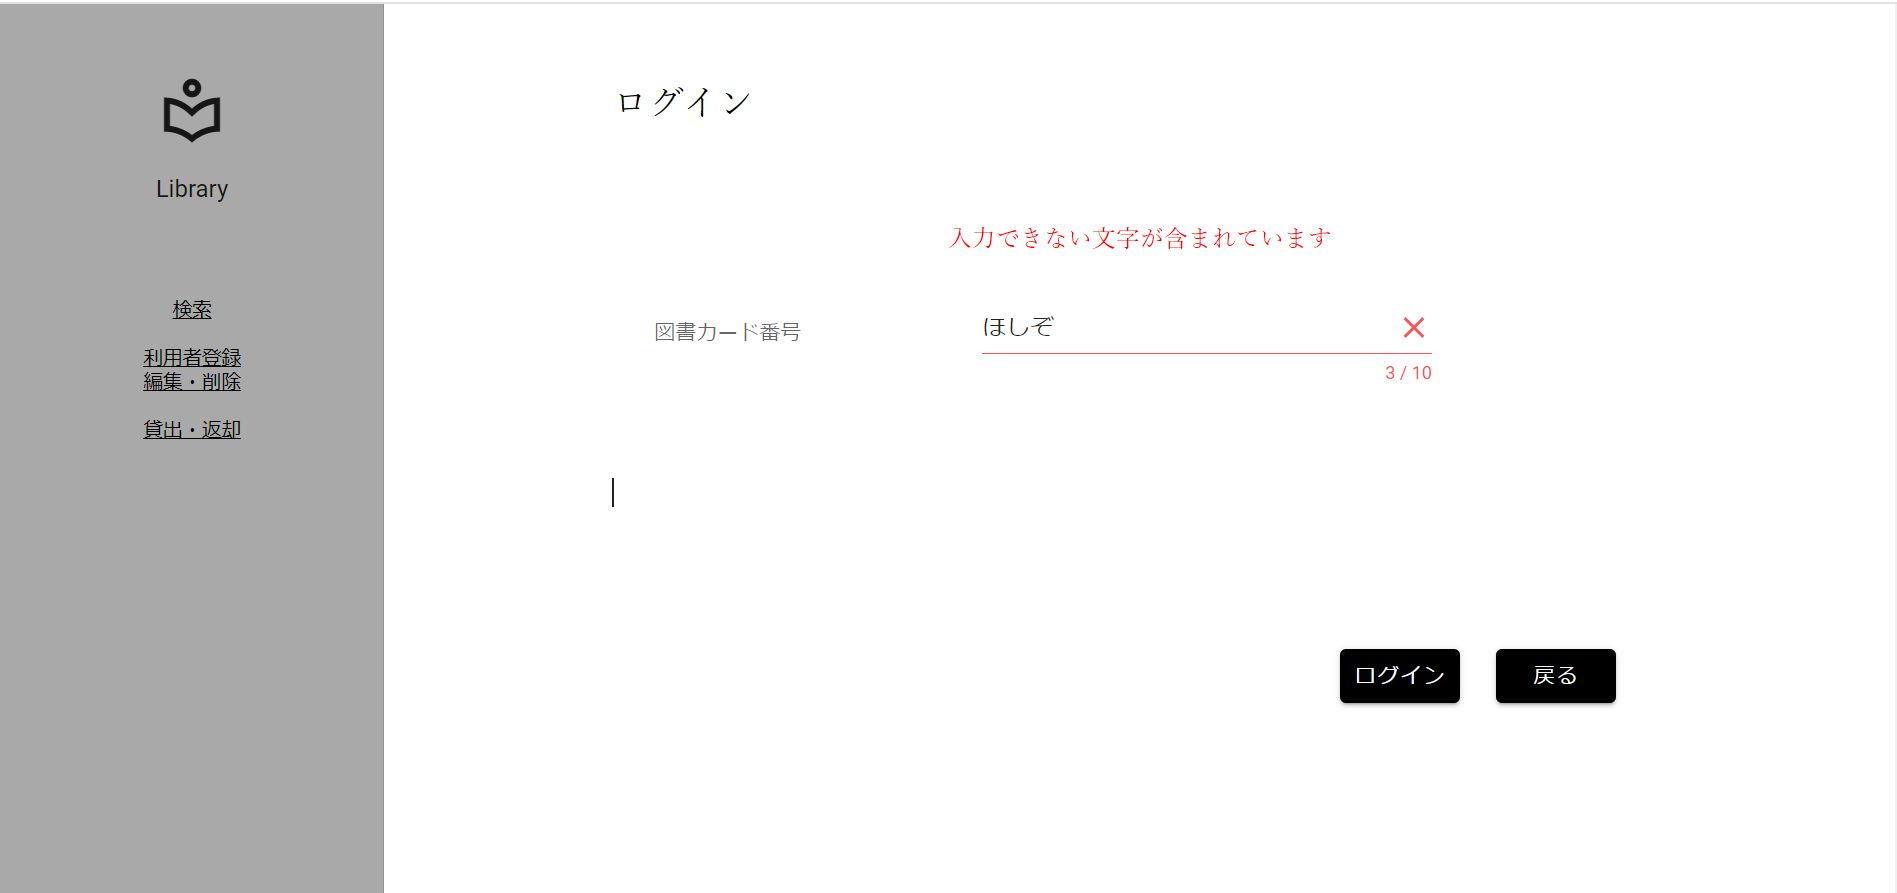 Library
検索
利用者登録
編集・削除
貸出・返却
ログイン
入力できない文字が含まれています
図書カード番号
ほしぞ
3 / 10
ログイン
戻る